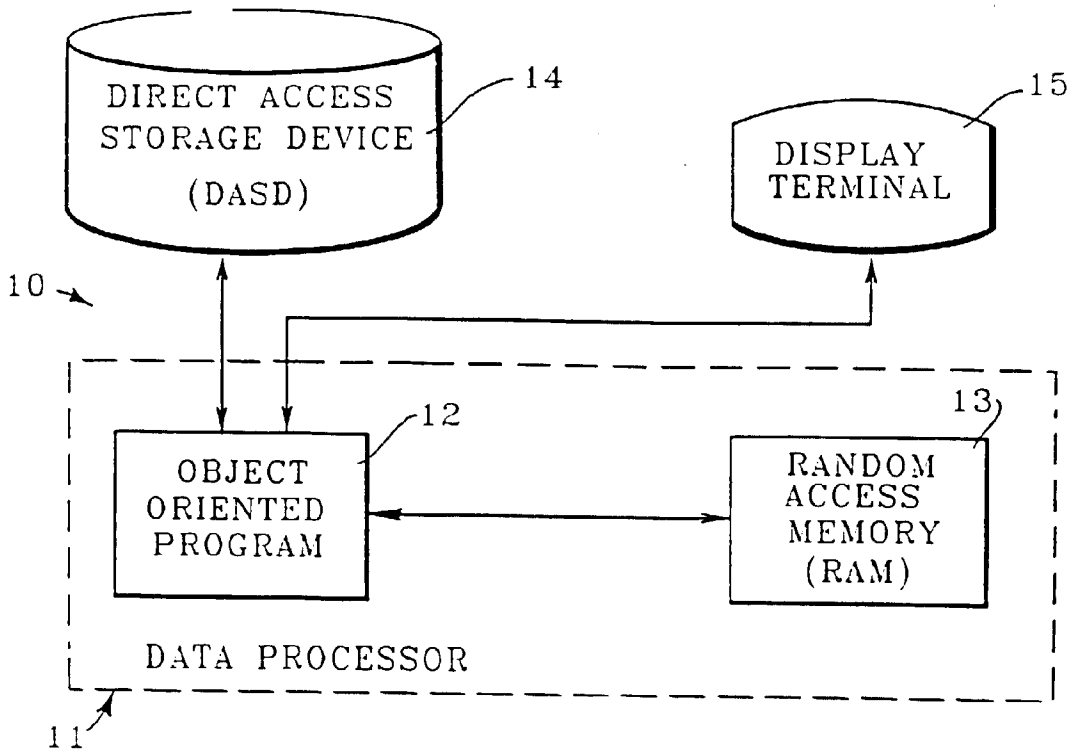 DIRECT ACCESS
STORAGE DEVICE
(DASD)
14
15
DISPLAY
TERMINAL
10
12
OBJECT
ORIENTED
PROGRAM
13
RANDOM
ACCESS
MEMORY
(RAM)
DATA PROCESSOR
11